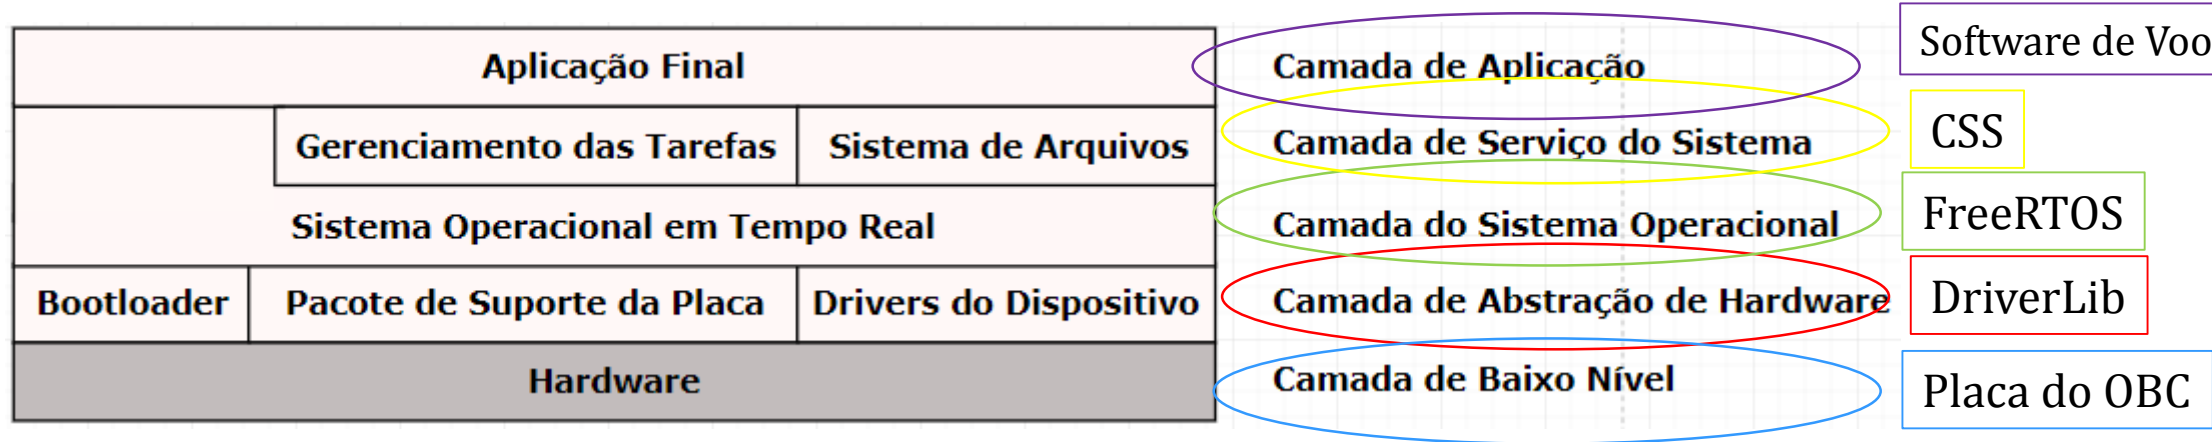 Aplicação Final
Camada de Aplicação
Software de Voo
Gerenciamento das Tarefas
Sistema de Arquivos
Camada de Serviço do Sistema
CSS
Sistema Operacional em Tempo Real
Camada do Sistema Operacional
FreeRTOS
Bootloader
Pacote de Suporte da Placa
Drivers do Dispositivo
Camada de Abstração de Hardware
DriverLib
Hardware
Camada de Baixo Nível
Placa do OBC